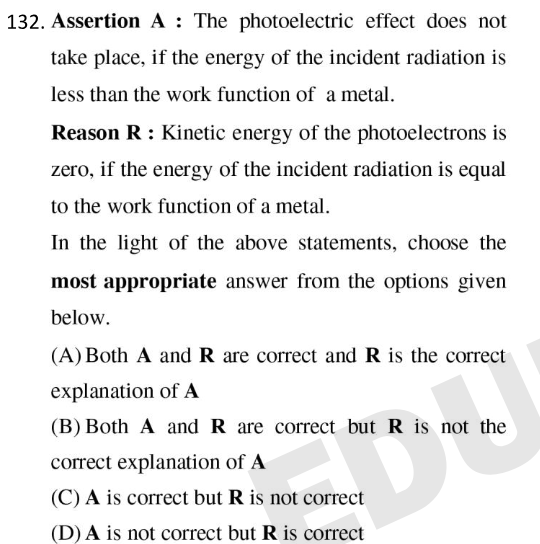 132. Assertion A : The photoelectric effect does not
take place, if the energy of the incident radiation is
less than the work function of a metal.
Reason R : Kinetic energy of the photoelectrons is
zero, if the energy of the incident radiation is equal
to the work function of a metal.
In the light of the above statements, choose the
most appropriate answer from the options given
below.
(A) Both A and R are correct and R is the correct
explanation of A
(B) Both A and R are correct but R is not the
correct explanation of A
(C) A is correct but R is not correct
(D) A is not correct but R is correct
EDU